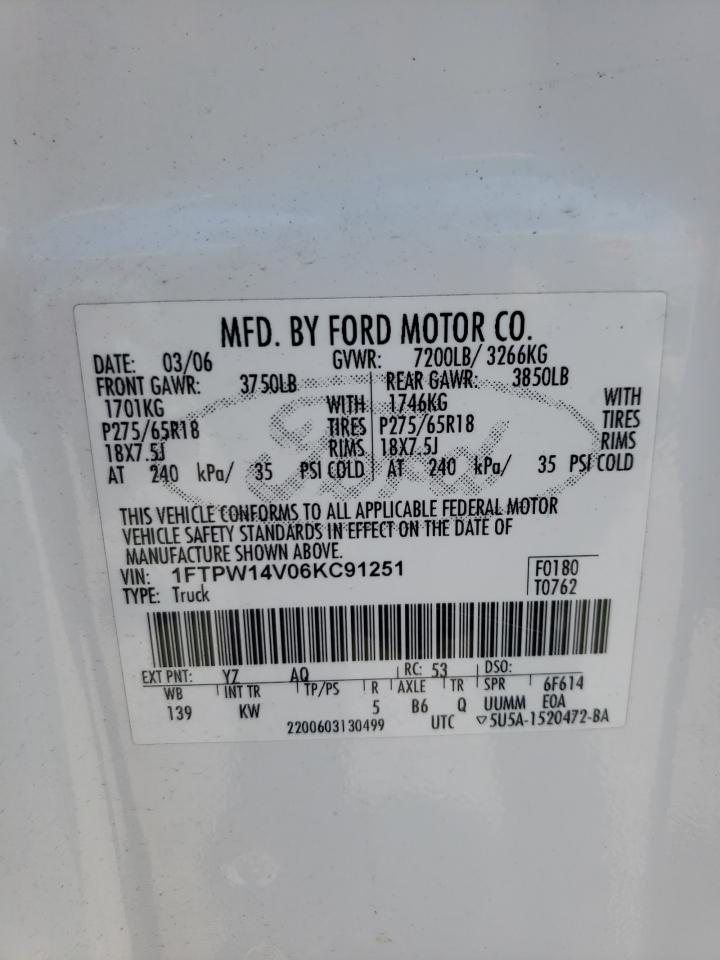 MFD. BY FORD MOTOR CO.
DATE: 03/06 GVWR: 7200LB/ 3266KG
FRONT GAWR: 3750LB REAR GAWR: 3850LB
1701KG WITH 1746KG WITH
P275/65R18 TIRES P275/65R18 TIRES
18X7.5J RIMS 18X7.5J RIMS
AT 240 kPa/ 35 PSI COLD AT 240 kPa/ 35 PSI COLD
Ford
THIS VEHICLE CONFORMS TO ALL APPLICABLE FEDERAL MOTOR
VEHICLE SAFETY STANDARDS IN EFFECT ON THE DATE OF
MANUFACTURE SHOWN ABOVE.
VIN: 1FTPW14V06KC91251 F0180
TYPE: Truck T0762
EXT PNT: YZ AQ RC: 53 DSO:
WB INT TR TP/PS R AXLE TR SPR 6F614
139 KW 5 B6 Q UUMM E0A
2200603130499 UTC ▽5U5A-1520472-BA